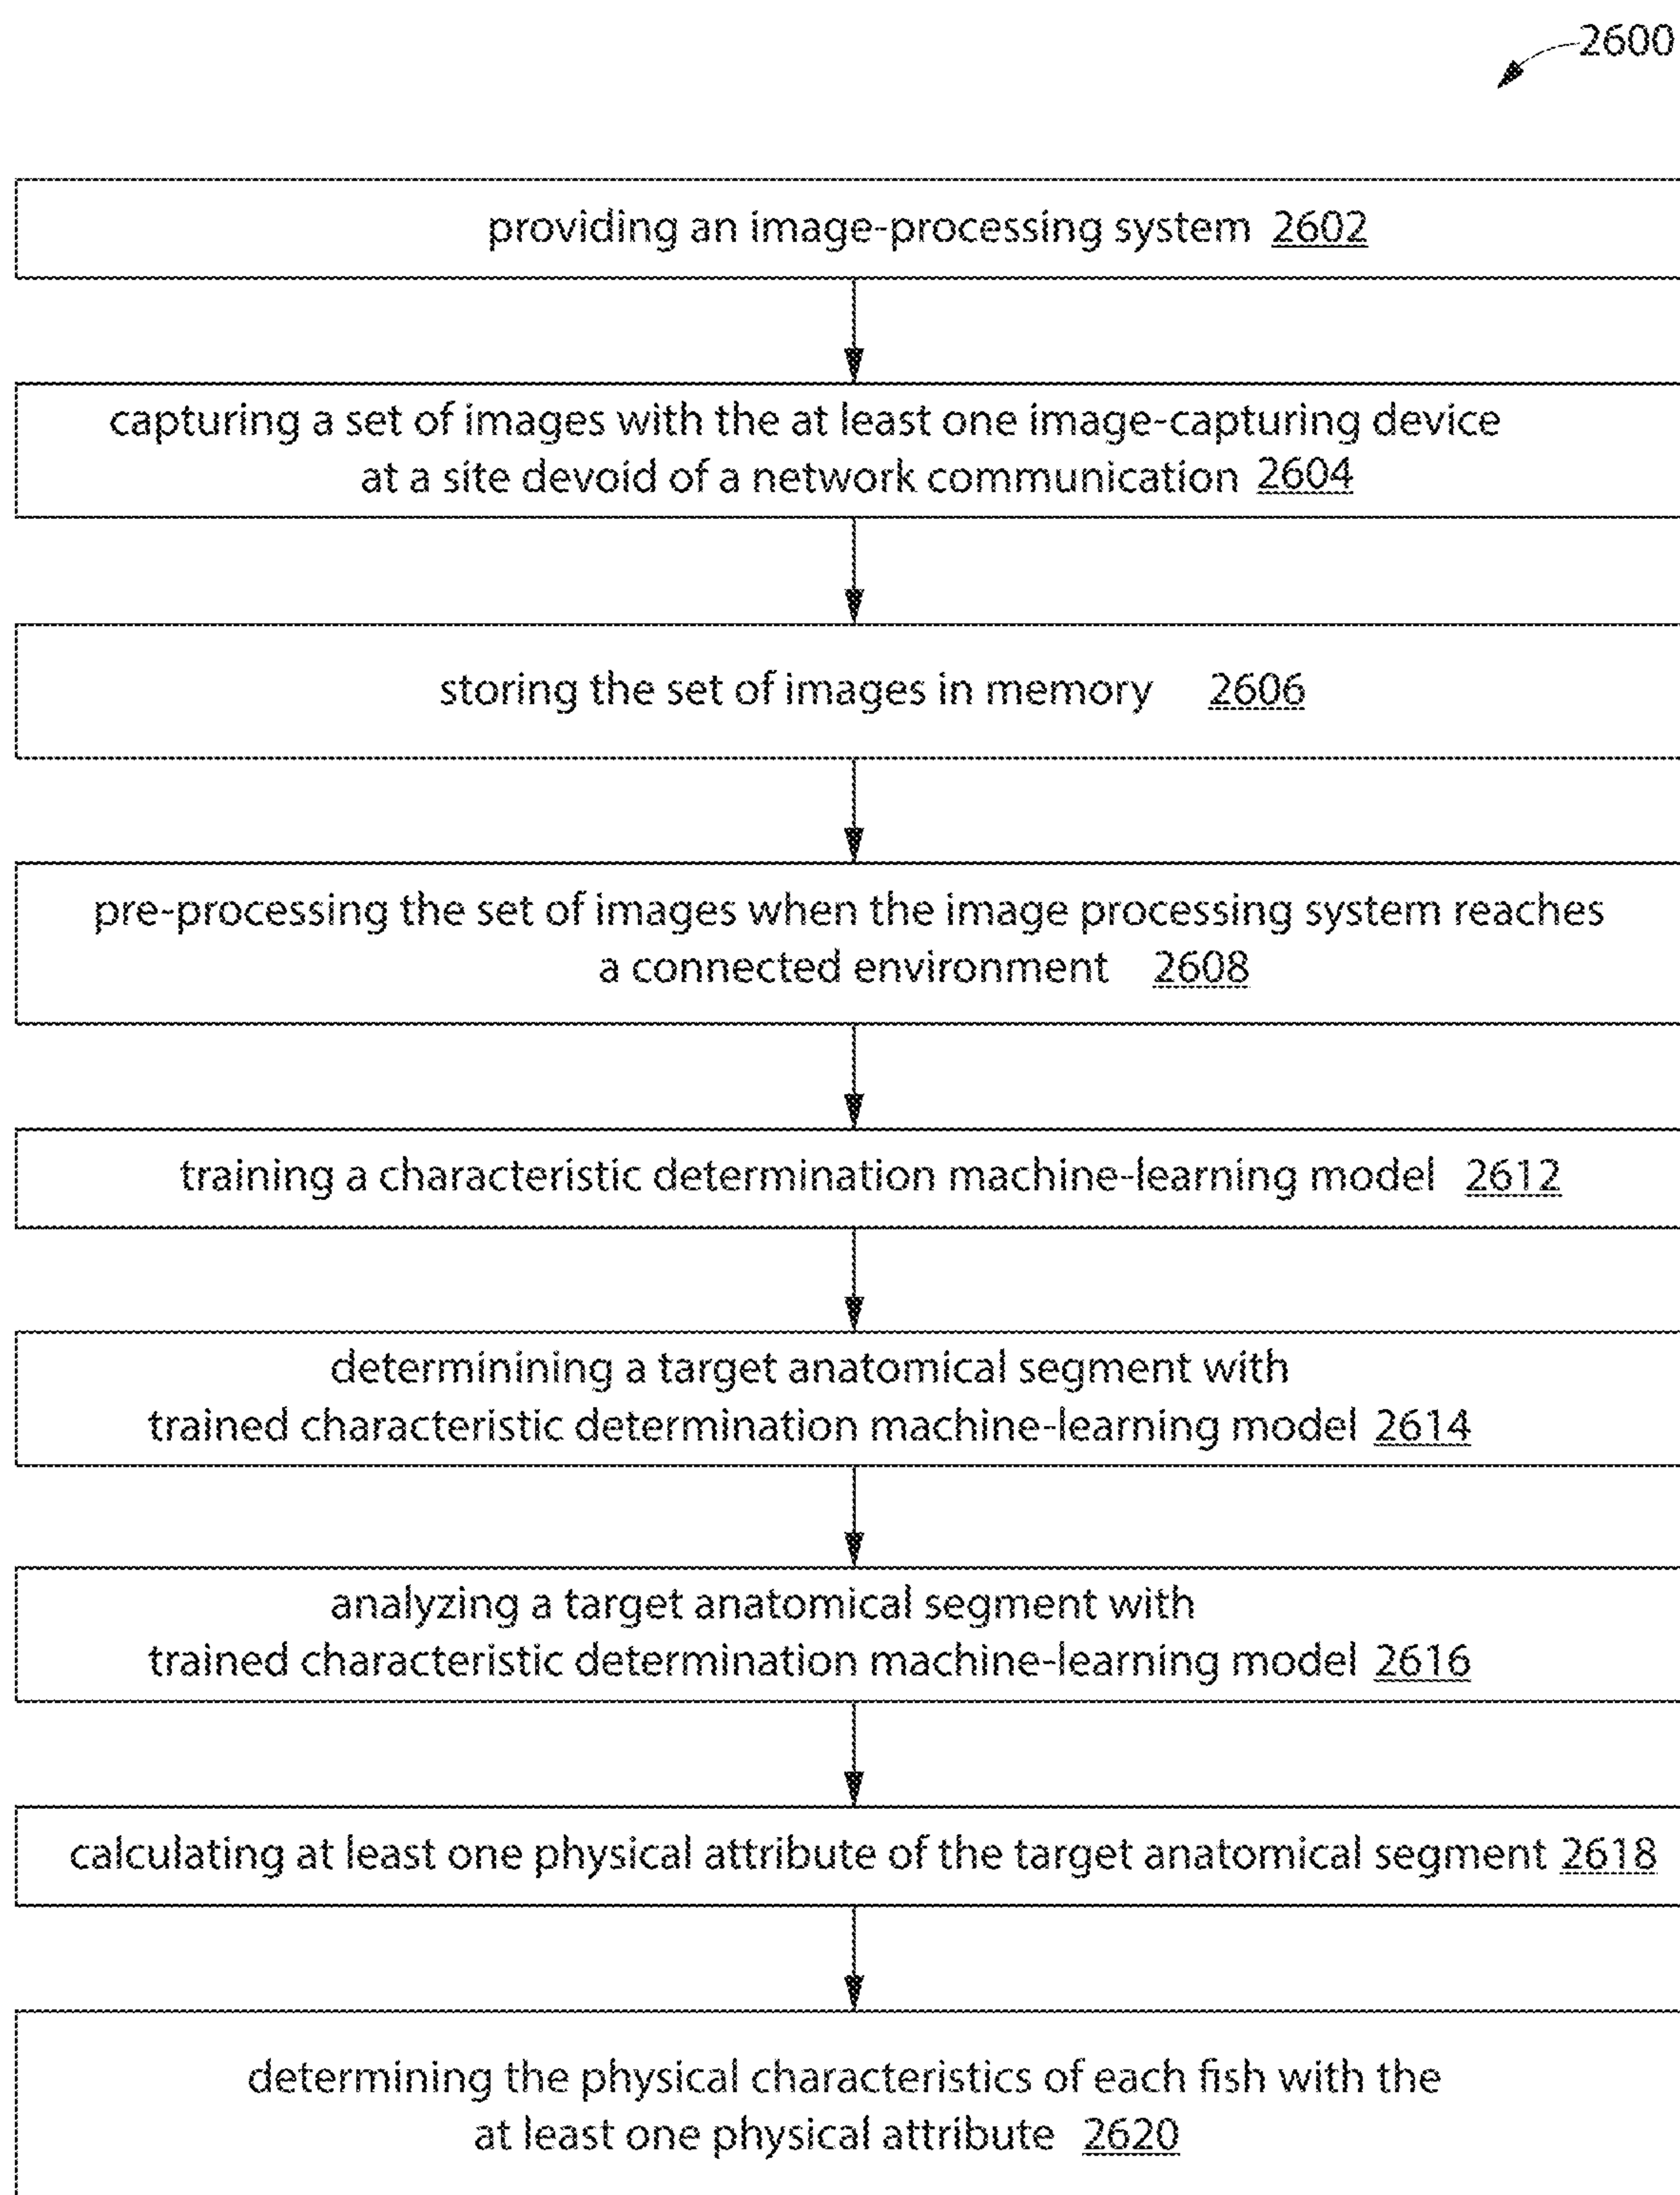 2600
providing an image-processing system 2602
capturing a set of images with the at least one image-capturing device
at a site devoid of a network communication 2604
storing the set of images in memory 2606
pre-processing the set of images when the image processing system reaches
a connected environment 2608
training a characteristic determination machine-learning model 2612
determinining a target anatomical segment with
trained characteristic determination machine-learning model 2614
analyzing a target anatomical segment with
trained characteristic determination machine-learning model 2616
calculating at least one physical attribute of the target anatomical segment 2618
determining the physical characteristics of each fish with the
at least one physical attribute 2620